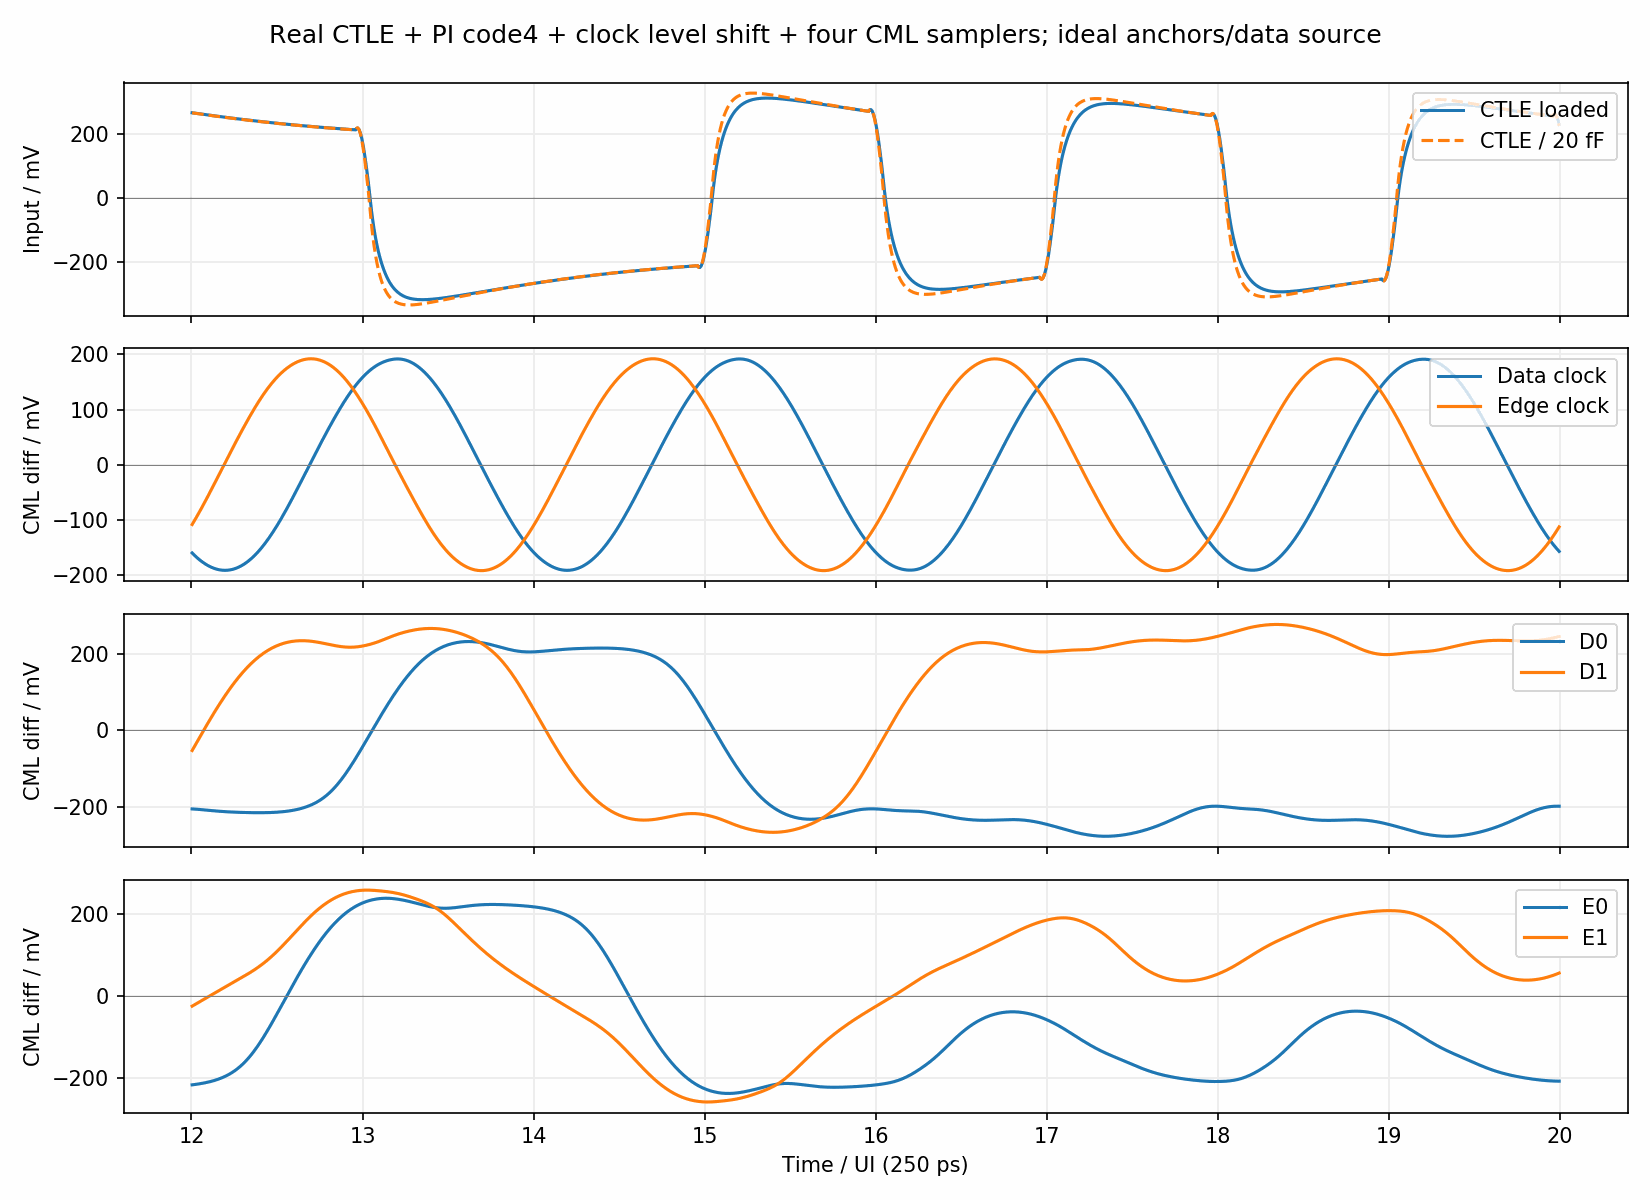 Real CTLE + PI code4 + clock level shift + four CML samplers; ideal anchors/data source
Input / mV
200
0
−200
CTLE loaded
CTLE / 20 fF
CML diff / mV
200
100
0
−100
−200
Data clock
Edge clock
CML diff / mV
200
0
−200
D0
D1
CML diff / mV
200
0
−200
E0
E1
12 13 14 15 16 17 18 19 20
Time / UI (250 ps)